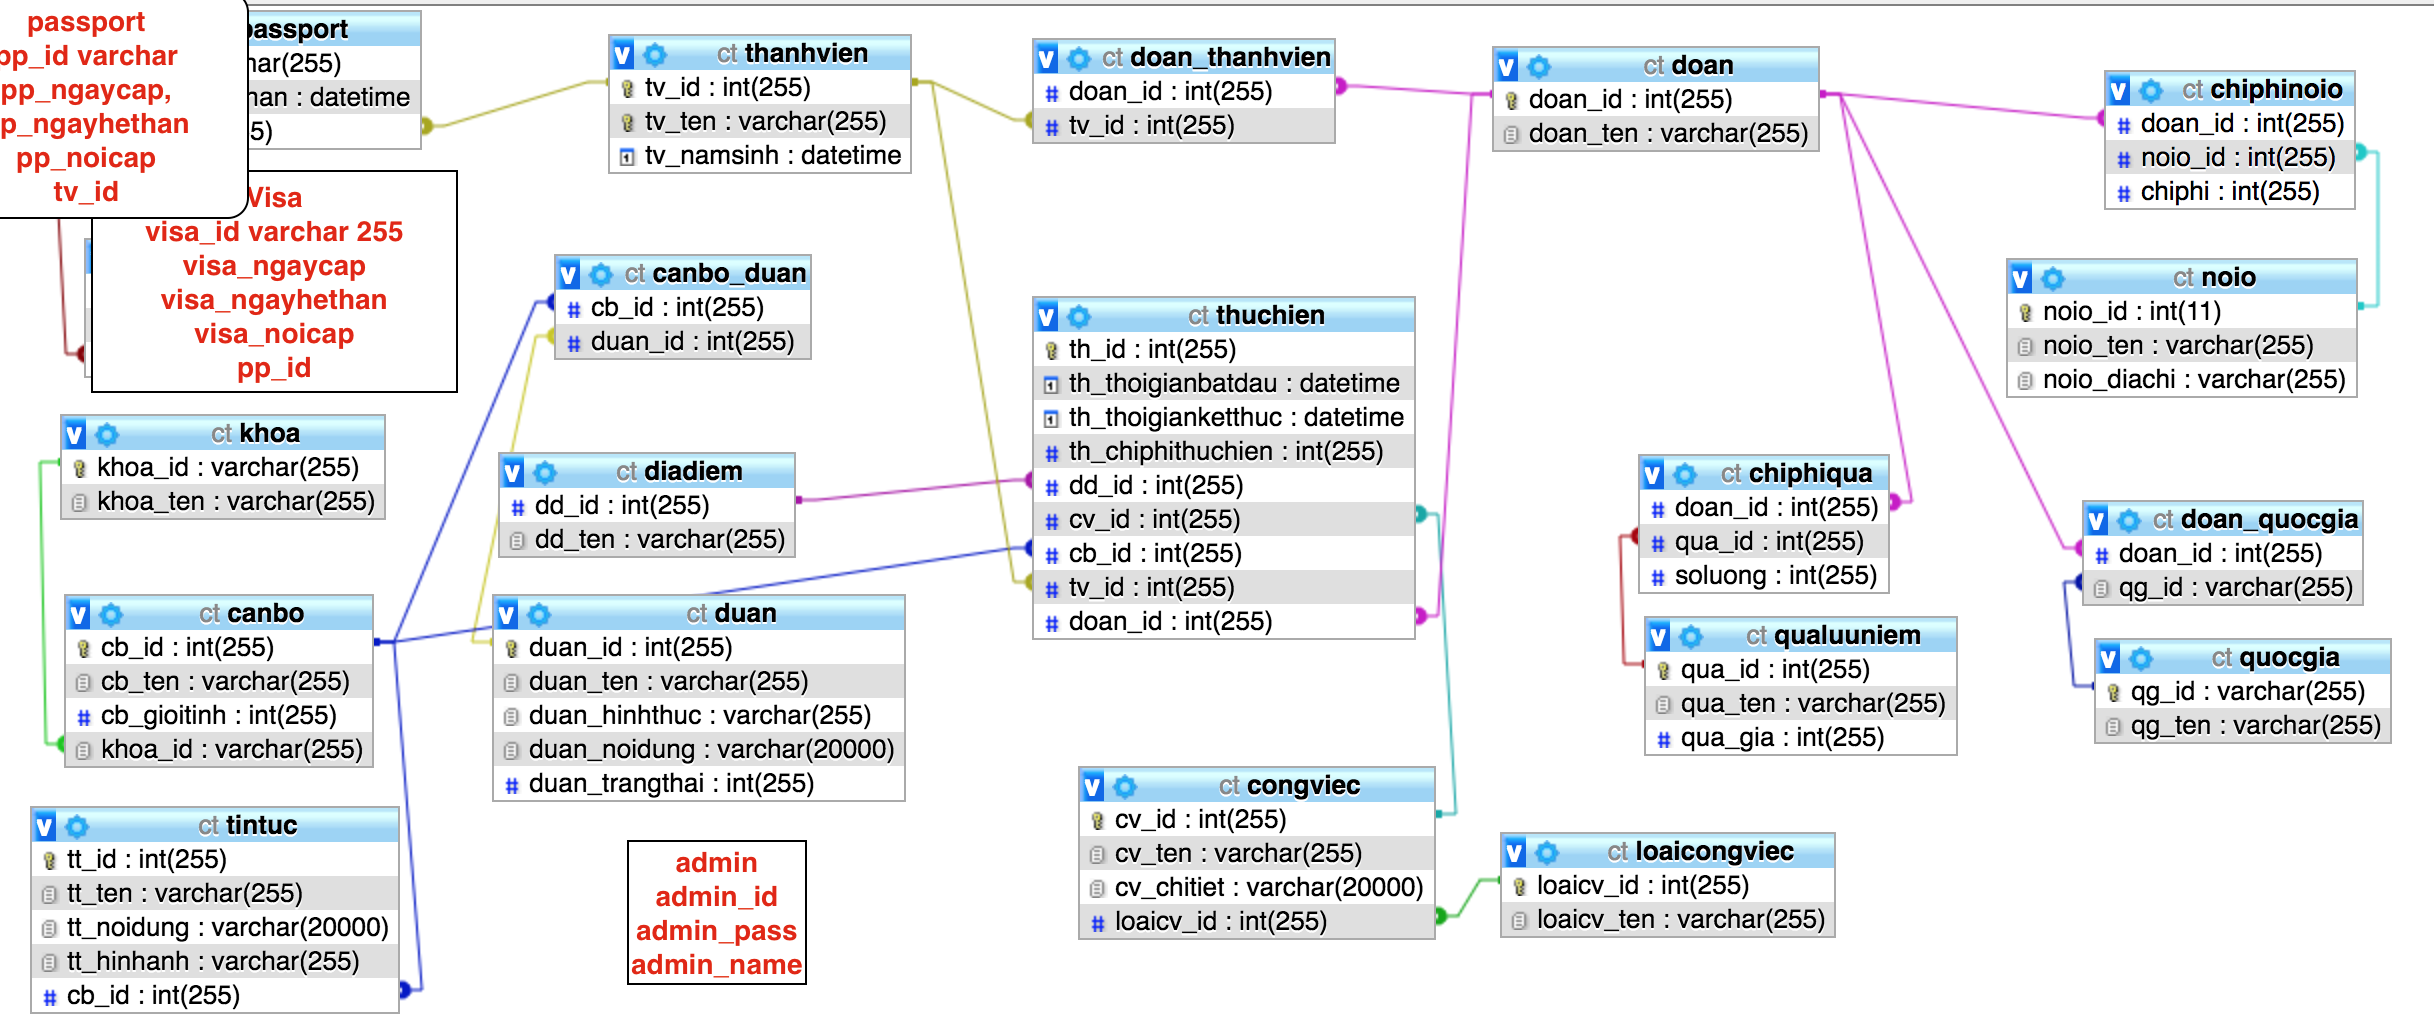 passport
pp_id varchar
pp_ngaycap,
pp_ngayhethan
pp_noicap
tv_id
passport
har(255)
han : datetime
5)
Visa
visa_id varchar 255
visa_ngaycap
visa_ngayhethan
visa_noicap
pp_id
ct thanhvien
tv_id : int(255)
tv_ten : varchar(255)
tv_namsinh : datetime
ct doan_thanhvien
doan_id : int(255)
tv_id : int(255)
ct doan
doan_id : int(255)
doan_ten : varchar(255)
ct chiphinoio
doan_id : int(255)
noio_id : int(255)
chiphi : int(255)
ct canbo_duan
cb_id : int(255)
duan_id : int(255)
ct thuchien
th_id : int(255)
th_thoigianbatdau : datetime
th_thoigianketthuc : datetime
th_chiphithuchien : int(255)
dd_id : int(255)
cv_id : int(255)
cb_id : int(255)
tv_id : int(255)
doan_id : int(255)
ct noio
noio_id : int(11)
noio_ten : varchar(255)
noio_diachi : varchar(255)
ct khoa
khoa_id : varchar(255)
khoa_ten : varchar(255)
ct diadiem
dd_id : int(255)
dd_ten : varchar(255)
ct chiphiqua
doan_id : int(255)
qua_id : int(255)
soluong : int(255)
ct doan_quocgia
doan_id : int(255)
qg_id : varchar(255)
ct canbo
cb_id : int(255)
cb_ten : varchar(255)
cb_gioitinh : int(255)
khoa_id : varchar(255)
ct duan
duan_id : int(255)
duan_ten : varchar(255)
duan_hinhthuc : varchar(255)
duan_noidung : varchar(20000)
duan_trangthai : int(255)
ct qualuuniem
qua_id : int(255)
qua_ten : varchar(255)
qua_gia : int(255)
ct quocgia
qg_id : varchar(255)
qg_ten : varchar(255)
ct tintuc
tt_id : int(255)
tt_ten : varchar(255)
tt_noidung : varchar(20000)
tt_hinhanh : varchar(255)
cb_id : int(255)
admin
admin_id
admin_pass
admin_name
ct congviec
cv_id : int(255)
cv_ten : varchar(255)
cv_chitiet : varchar(20000)
loaicv_id : int(255)
ct loaicongviec
loaicv_id : int(255)
loaicv_ten : varchar(255)